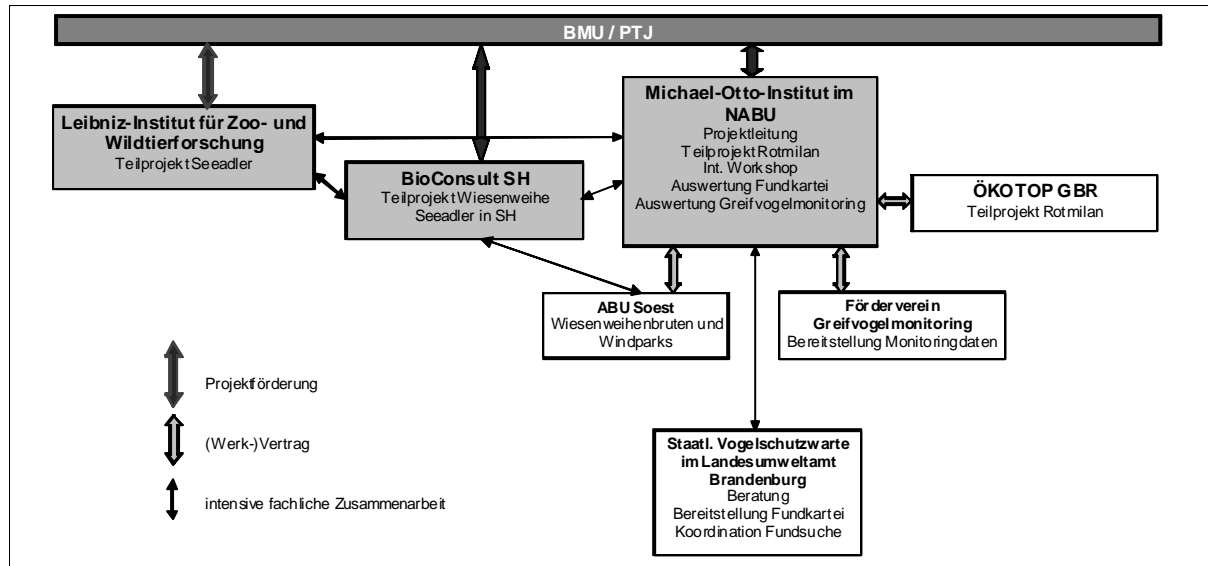 BMU / PTJ
Leibniz-Institut für Zoo- und
Wildtierforschung
Teilprojekt Seeadler
BioConsult SH
Teilprojekt Wiesenweihe
Seeadler in SH
Michael-Otto-Institut im
NABU
Projektleitung
Teilprojekt Rotmilan
Int. Workshop
Auswertung Fundkartei
Auswertung Greifvogelmonitoring
ÖKOTOP GBR
Teilprojekt Rotmilan
ABU Soest
Wiesenweihenbruten und
Windparks
Förderverein
Greifvogelmonitoring
Bereitstellung Monitoringdaten
Staatl. Vogelschutzwarte
im Landesumweltamt
Brandenburg
Beratung
Bereitstellung Fundkartei
Koordination Fundsuche
Projektförderung
(Werk-)Vertrag
intensive fachliche Zusammenarbeit